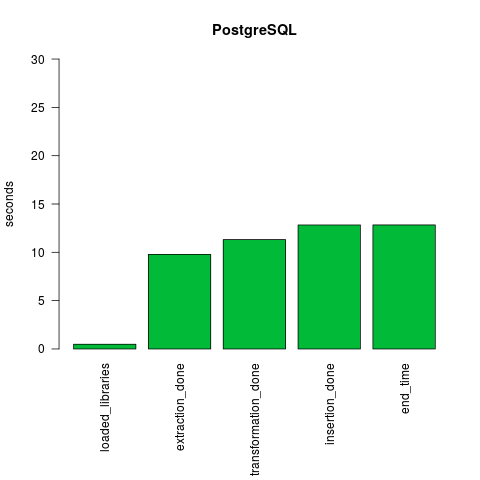 PostgreSQL
seconds
30
25
20
15
10
5
0
loaded_libraries
extraction_done
transformation_done
insertion_done
end_time